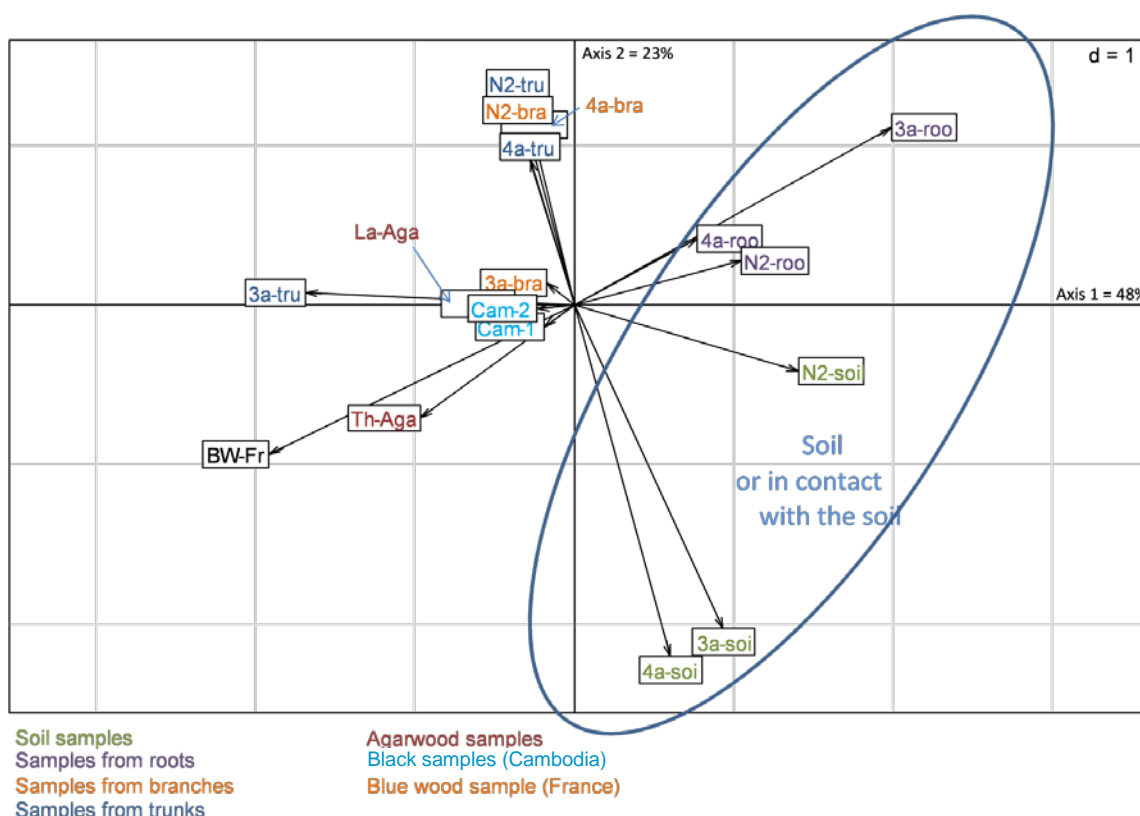 Axis 2 = 23%
d = 1
N2-tru
N2-bra
4a-bra
4a-tru
3a-roo
La-Aga
4a-roo
N2-roo
3a-bra
3a-tru
Axis 1 = 48%
Cam-2
Cam-1
N2-soi
Th-Aga
BW-Fr
Soil
or in contact
with the soil
3a-soi
4a-soi
Soil samples
Samples from roots
Samples from branches
Samples from trunks
Agarwood samples
Black samples (Cambodia)
Blue wood sample (France)